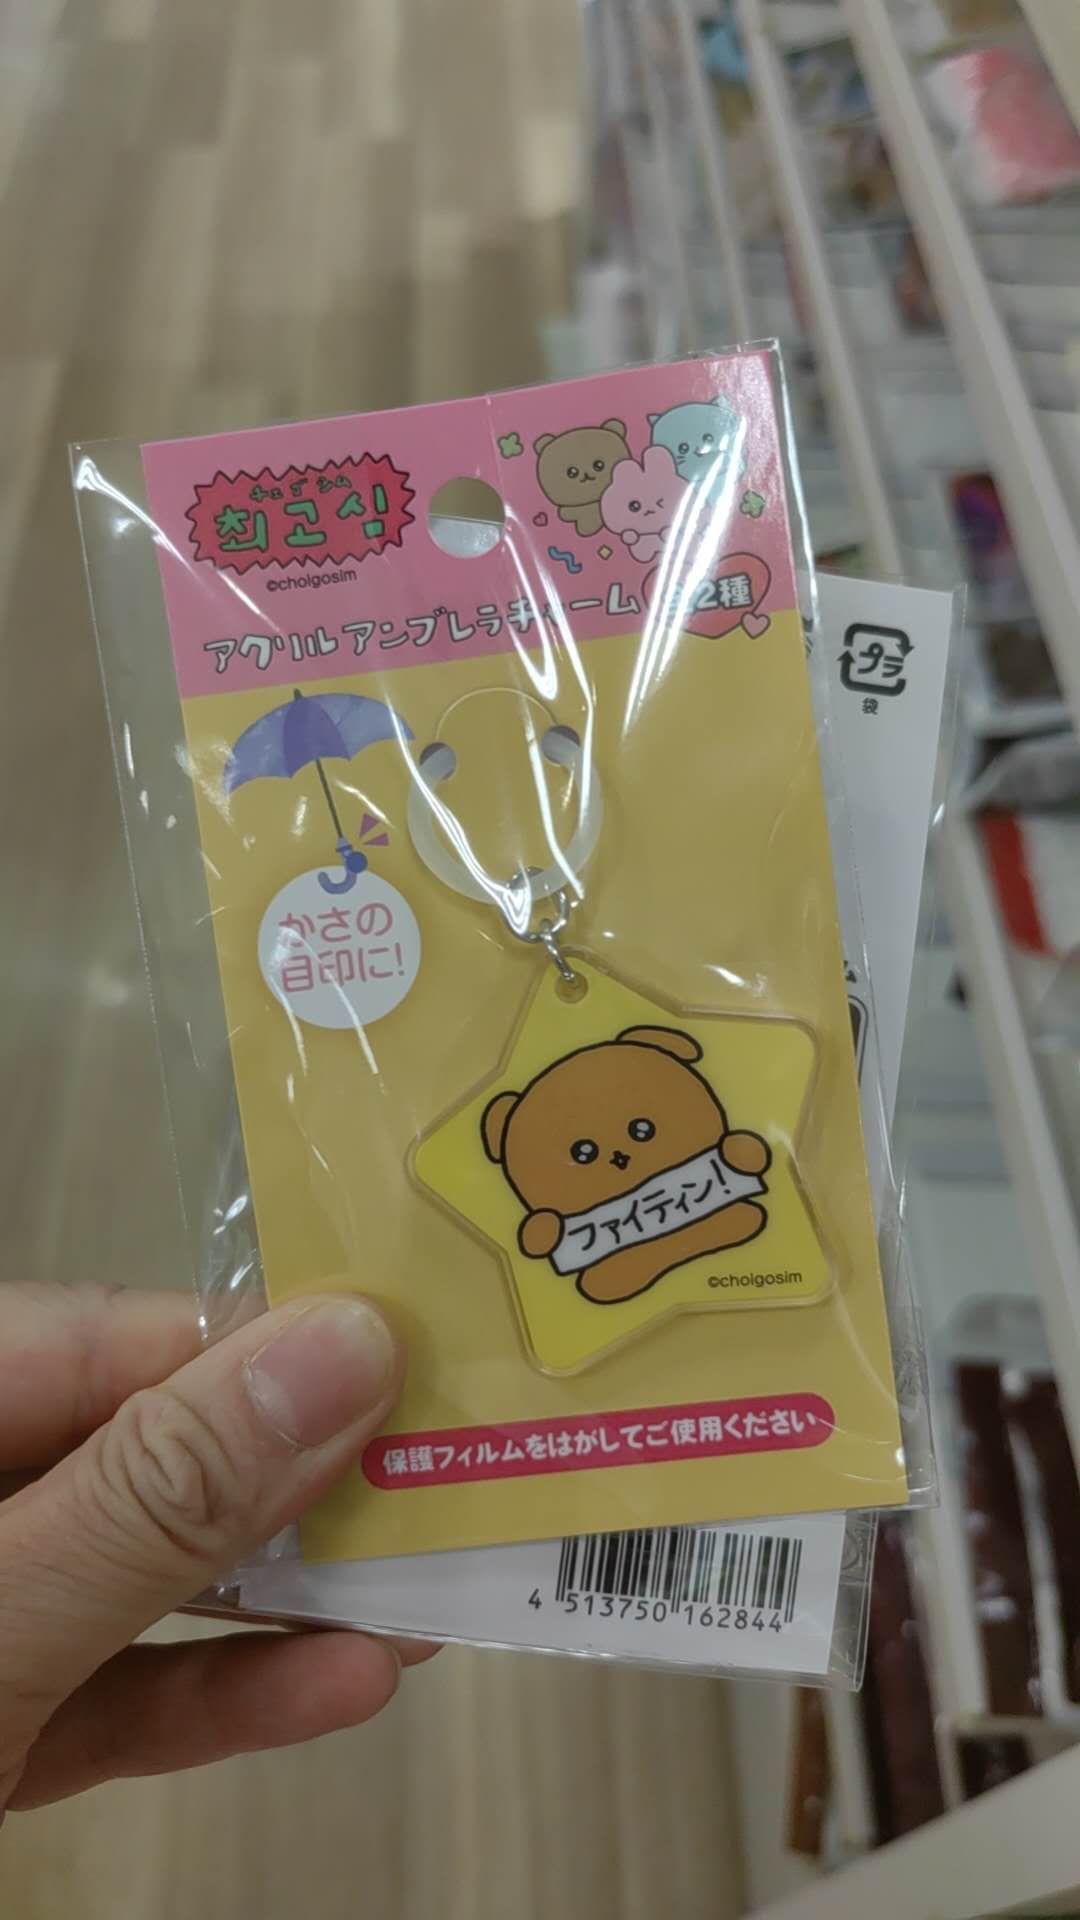 チェゴシム
최고심
©choigosim
アクリルアンブレラチャーム
全2種
プラ
袋
かさの
目印に!
ファイティン!
©choigosim
保護フィルムをはがしてご使用ください
4 513750 162844